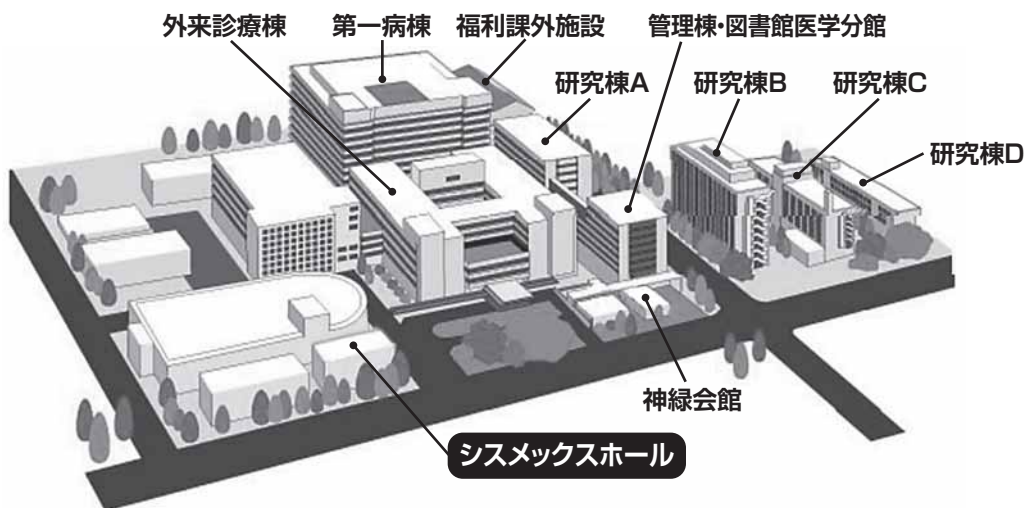 外来診療棟
第一病棟
福利課外施設
管理棟・図書館医学分館
研究棟A
研究棟B
研究棟C
研究棟D
神緑会館
シスメックスホール